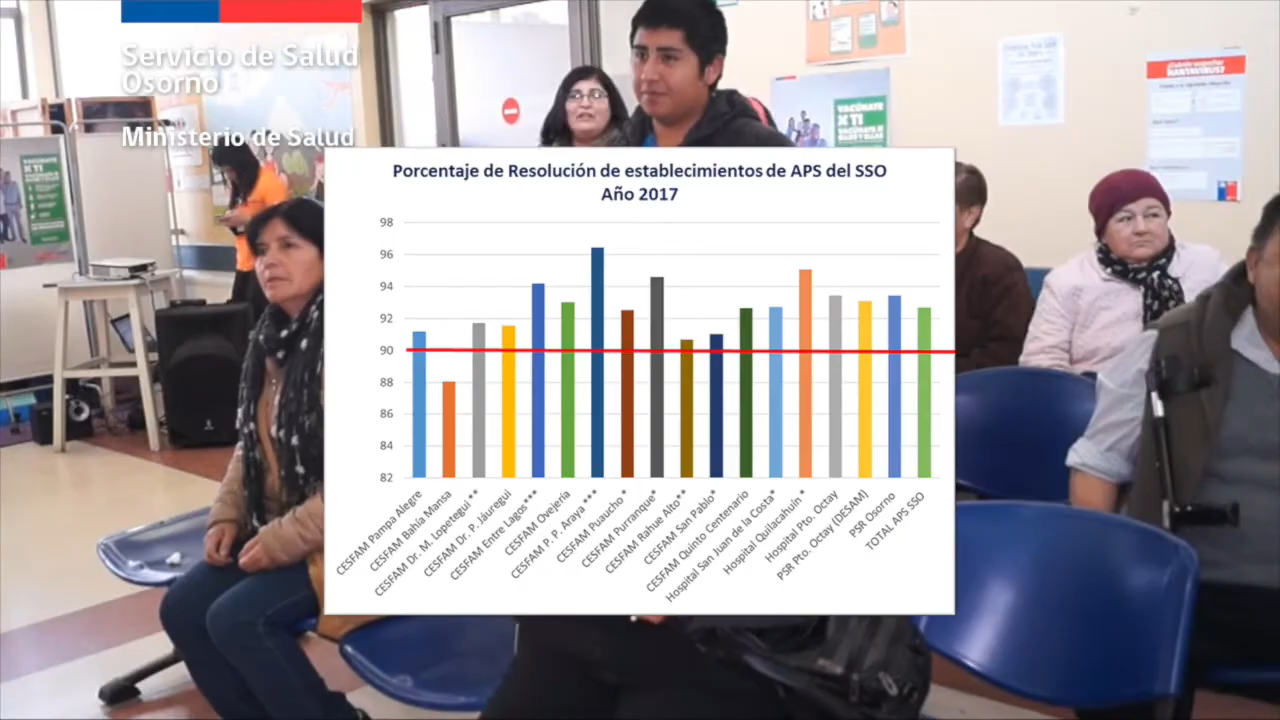 Servicio de Salud
Osorno
Ministerio de Salud
Porcentaje de Resolución de establecimientos de APS del SSO
Año 2017
98
96
94
92
90
88
86
84
82
CESFAM Pampa Alegre
CESFAM Bahía Mansa
CESFAM Dr. M. Lopetegui **
CESFAM Dr. P. Jáuregui
CESFAM Entre Lagos***
CESFAM Ovejería
CESFAM P. P. Araya ***
CESFAM Puaucho *
CESFAM Purranque*
CESFAM Rahue Alto**
CESFAM San Pablo*
CESFAM Quinto Centenario
Hospital San Juan de la Costa*
Hospital Quilacahuín *
Hospital Pto. Octay
PSR Pto. Octay (DESAM)
PSR Osorno
TOTAL APS SSO
VACÚNATE
X TI
VACÚNATE
X TI
HANTAVIRUS?